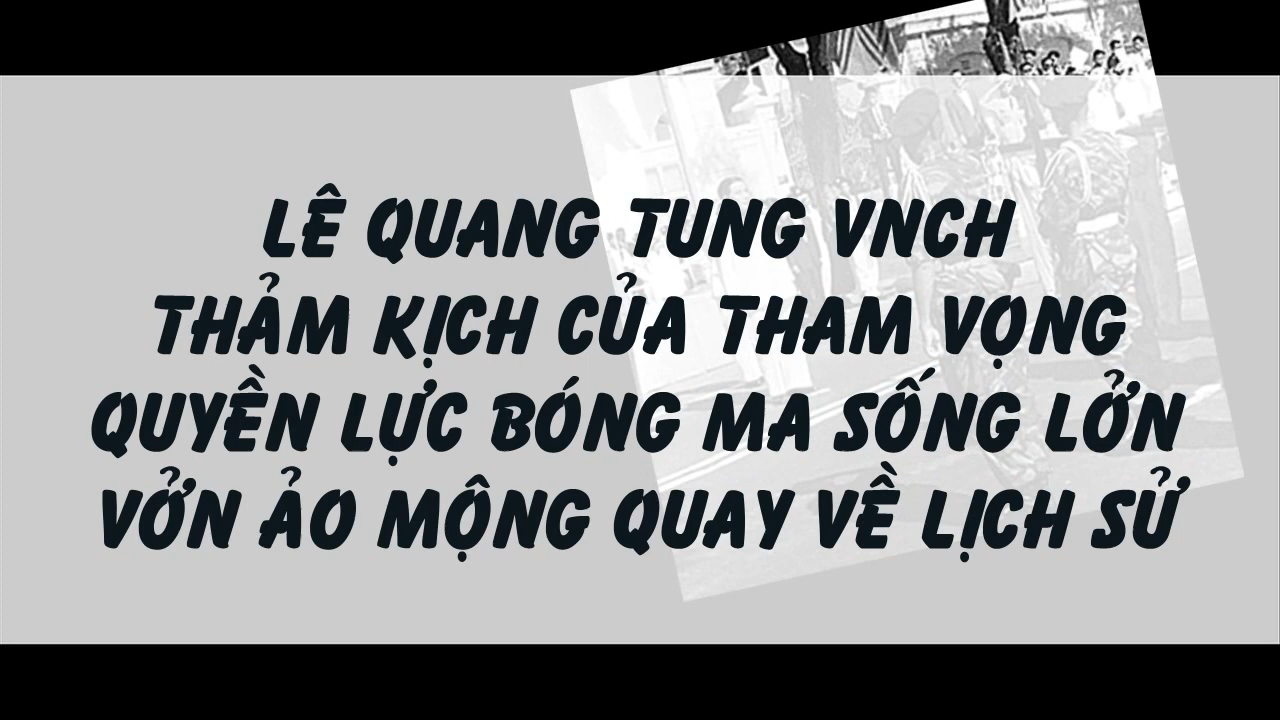 LÊ QUANG TUNG VNCH
THẢM KỊCH CỦA THAM VỌNG
QUYỀN LỰC BÓNG MA SỐNG LỞN
VỞN ẢO MỘNG QUAY VỀ LỊCH SỬ